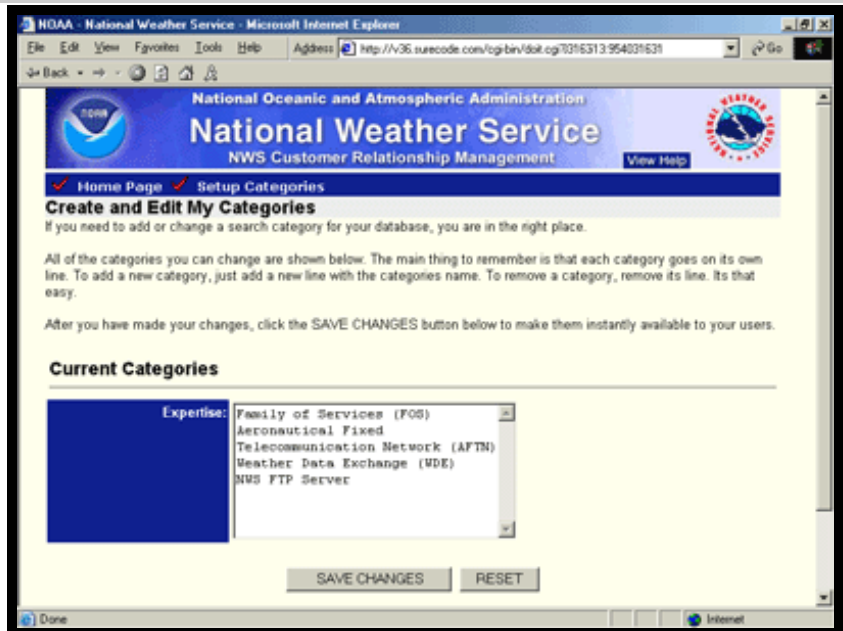 NOAA - National Weather Service - Microsoft Internet Explorer
File Edit View Favorites Tools Help Address http://v36.surecode.com/cgi-bin/doit.cgi?0316313:954031631 Go
Back
National Oceanic and Atmospheric Administration
NOAA
National Weather Service
NWS Customer Relationship Management
View Help
Home Page Setup Categories
Create and Edit My Categories
If you need to add or change a search category for your database, you are in the right place.
All of the categories you can change are shown below. The main thing to remember is that each category goes on its own
line. To add a new category, just add a new line with the categories name. To remove a category, remove its line. Its that
easy.
After you have made your changes, click the SAVE CHANGES button below to make them instantly available to your users.
Current Categories
Expertise:
Family of Services (FOS)
Aeronautical Fixed
Telecommunication Network (AFTN)
Weather Data Exchange (WDE)
NWS FTP Server
SAVE CHANGES RESET
Done Internet